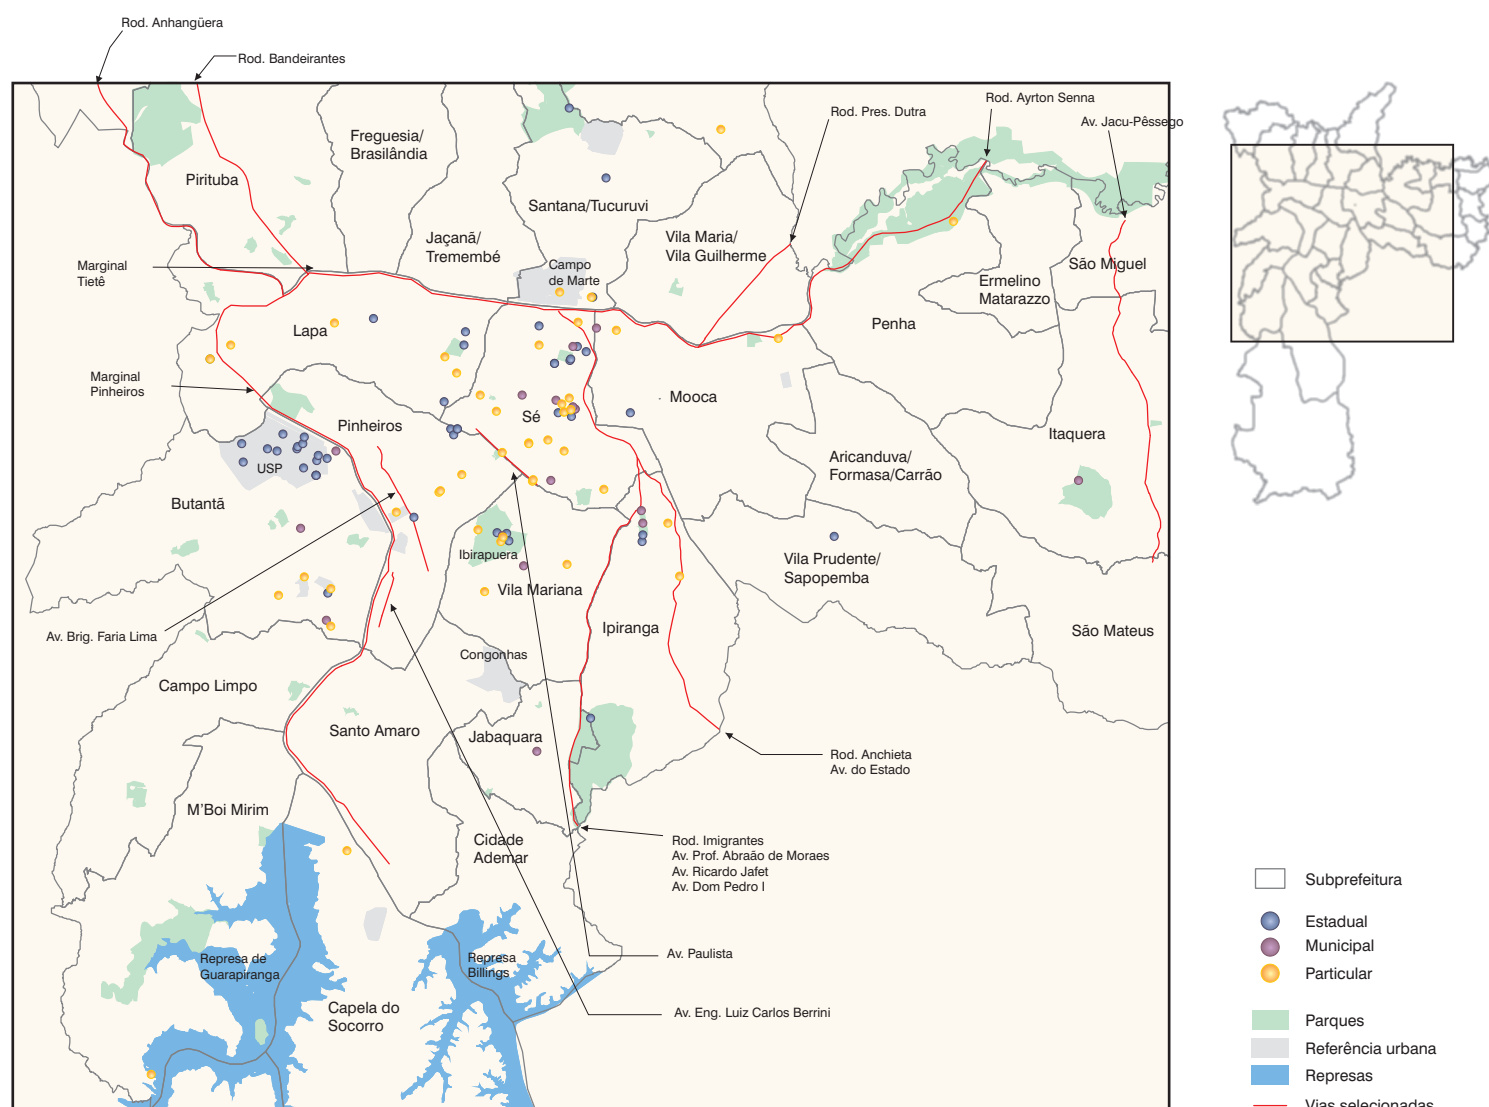 Rod. Anhangüera
Rod. Bandeirantes
Rod. Pres. Dutra
Rod. Ayrton Senna
Av. Jacu-Pêssego
Freguesia/
Brasilândia
Pirituba
Santana/Tucuruvi
Jaçanã/
Tremembé
Vila Maria/
Vila Guilherme
São Miguel
Marginal
Tietê
Campo
de Marte
Ermelino
Matarazzo
Lapa
Penha
Marginal
Pinheiros
Mooca
Sé
Pinheiros
Itaquera
USP
Aricanduva/
Formasa/Carrão
Butantã
Ibirapuera
Vila Prudente/
Sapopemba
Vila Mariana
Av. Brig. Faria Lima
Ipiranga
São Mateus
Congonhas
Campo Limpo
Santo Amaro
Jabaquara
Rod. Anchieta
Av. do Estado
M'Boi Mirim
Cidade
Ademar
Rod. Imigrantes
Av. Prof. Abraão de Moraes
Av. Ricardo Jafet
Av. Dom Pedro I
Represa de
Guarapiranga
Represa
Billings
Av. Paulista
Capela do
Socorro
Av. Eng. Luiz Carlos Berrini
Subprefeitura
Estadual
Municipal
Particular
Parques
Referência urbana
Represas
Vias selecionadas